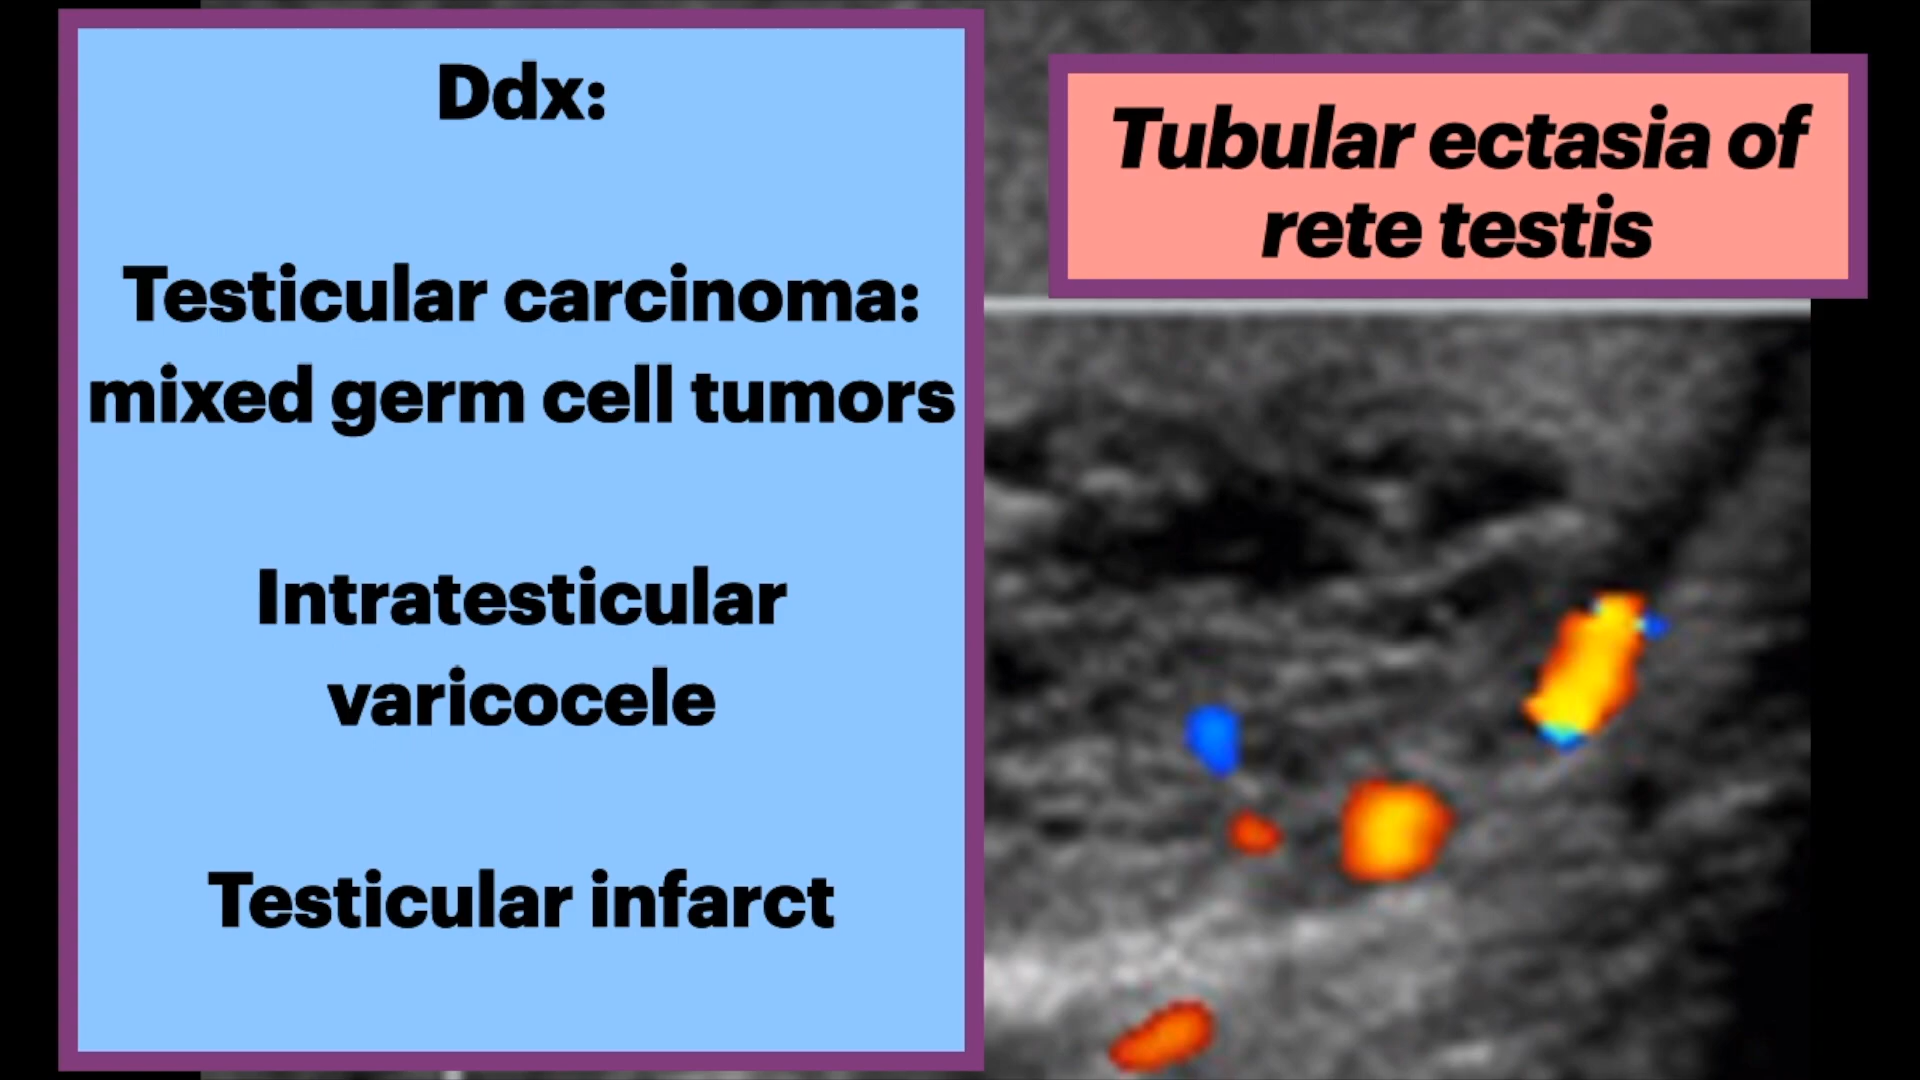 Ddx:
Testicular carcinoma:
mixed germ cell tumors
Intratesticular
varicocele
Testicular infarct
Tubular ectasia of
rete testis